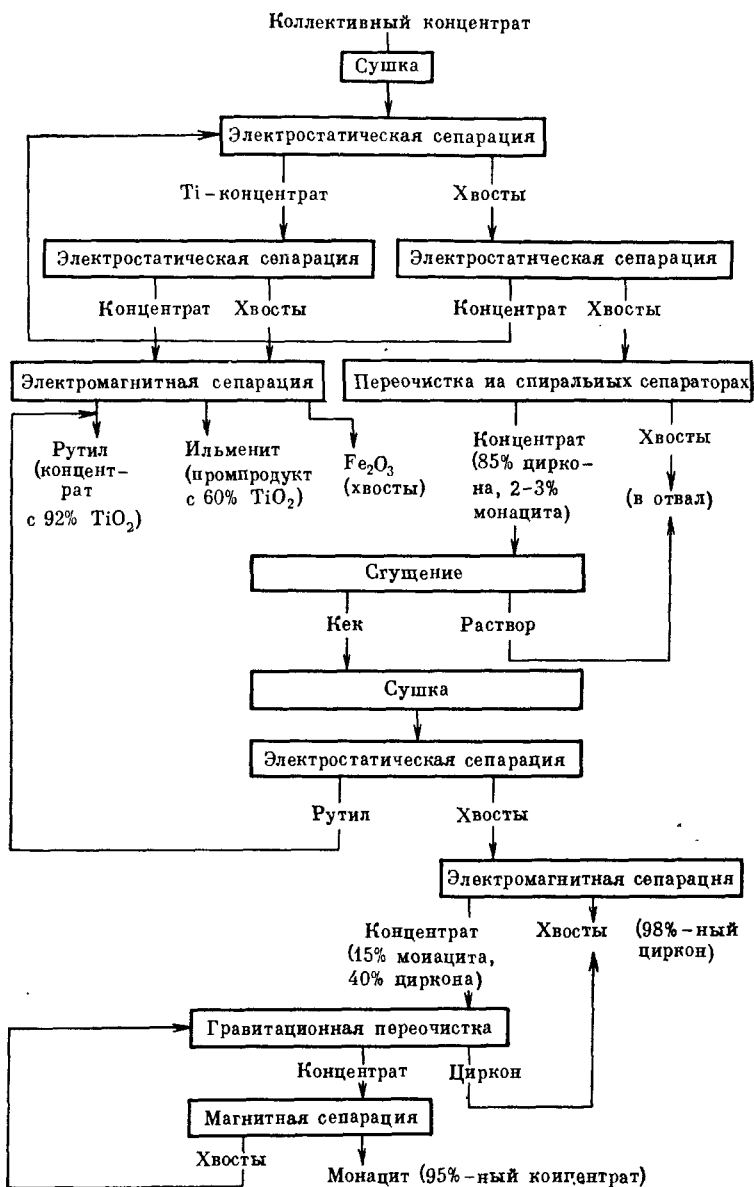 Коллективный концентрат
Сушка
Электростатическая сепарация
Ti-концентрат
Хвосты
Электростатическая сепарация
Электростатическая сепарация
Концентрат
Хвосты
Концентрат
Хвосты
Электромагнитная сепарация
Переочистка на спиральных сепараторах
Рутил
(концент-
рат
с 92% TiO₂)
Ильменит
(промпродукт
с 60% TiO₂)
Fe₂O₃
(хвосты)
Концентрат
(85% цирко-
на, 2-3%
монацита)
Хвосты
(в отвал)
Сгущение
Кек
Раствор
Сушка
Электростатическая сепарация
Рутил
Хвосты
Электромагнитная сепарация
Концентрат
(15% монацита,
40% циркона)
Хвосты
(98%-ный
циркон)
Гравитационная переочистка
Концентрат
Циркон
Магнитная сепарация
Хвосты
Монацит (95%-ный концентрат)